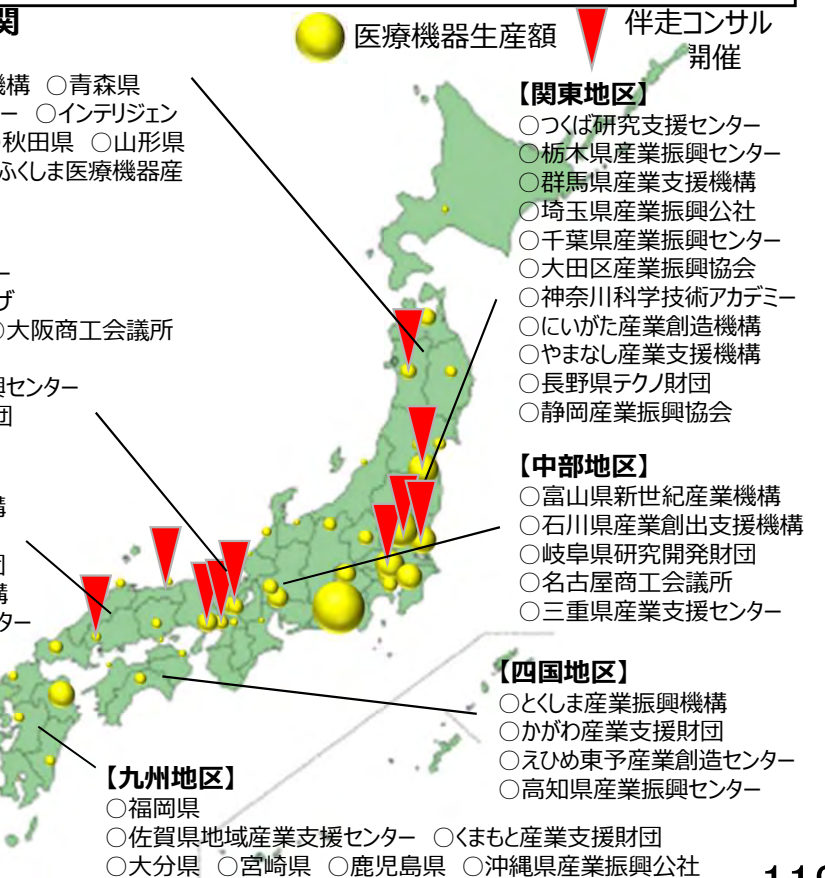 関
医療機器生産額
伴走コンサル
開催
構 ○青森県
ー ○インテリジェン
秋田県 ○山形県
ふくしま医療機器産
ー
ザ
○大阪商工会議所
興センター
団
構
団
構
ター
【関東地区】
○つくば研究支援センター
○栃木県産業振興センター
○群馬県産業支援機構
○埼玉県産業振興公社
○千葉県産業振興センター
○大田区産業振興協会
○神奈川科学技術アカデミー
○にいがた産業創造機構
○やまなし産業支援機構
○長野県テクノ財団
○静岡産業振興協会
【中部地区】
○富山県新世紀産業機構
○石川県産業創出支援機構
○岐阜県研究開発財団
○名古屋商工会議所
○三重県産業支援センター
【四国地区】
○とくしま産業振興機構
○かがわ産業支援財団
○えひめ東予産業創造センター
○高知県産業振興センター
【九州地区】
○福岡県
○佐賀県地域産業支援センター ○くまもと産業支援財団
○大分県 ○宮崎県 ○鹿児島県 ○沖縄県産業振興公社